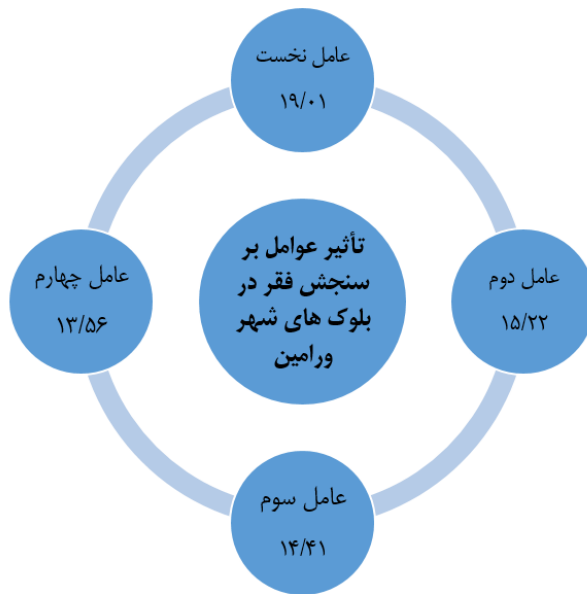 عامل نخست
۱۹/۰۱
تأثیر عوامل بر
سنجش فقر در
بلوک های شهر
ورامین
عامل دوم
۱۵/۲۲
عامل سوم
۱۴/۴۱
عامل چهارم
۱۳/۵۶